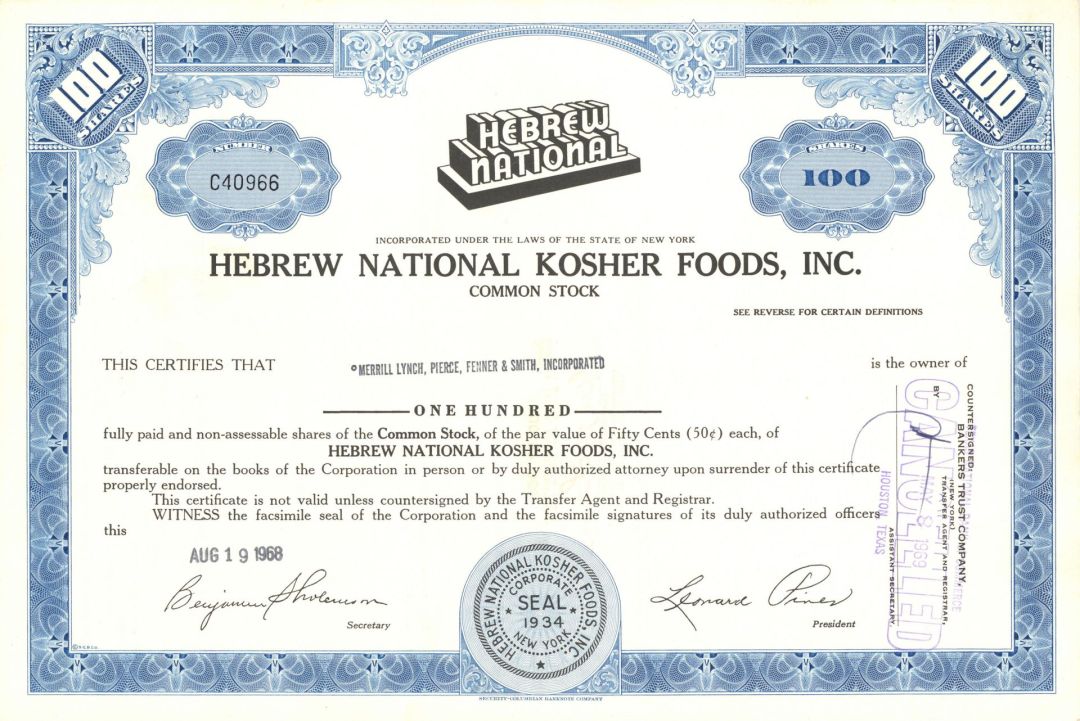 100 SHARES
100 SHARES
HEBREW
NATIONAL
NUMBER
C40966
SHARES
100
INCORPORATED UNDER THE LAWS OF THE STATE OF NEW YORK
HEBREW NATIONAL KOSHER FOODS, INC.
COMMON STOCK
SEE REVERSE FOR CERTAIN DEFINITIONS
THIS CERTIFIES THAT
MERRILL LYNCH, PIERCE, FENNER & SMITH, INCORPORATED
is the owner of
ONE HUNDRED
fully paid and non-assessable shares of the Common Stock, of the par value of Fifty Cents (50¢) each, of
HEBREW NATIONAL KOSHER FOODS, INC.
transferable on the books of the Corporation in person or by duly authorized attorney upon surrender of this certificate
properly endorsed.
This certificate is not valid unless countersigned by the Transfer Agent and Registrar.
WITNESS the facsimile seal of the Corporation and the facsimile signatures of its duly authorized officers
this
AUG 19 1968
Benjamin Sholemson
Secretary
HEBREW NATIONAL KOSHER FOODS, INC.
CORPORATE
SEAL
1934
NEW YORK
Leonard Pines
President
COUNTERSIGNED:
BANKERS TRUST COMPANY,
(NEW YORK)
TRANSFER AGENT AND REGISTRAR,
BY
ASSISTANT SECRETARY.
CANCELLED
MAY 8 1969
HOUSTON, TEXAS
SECURITY-COLUMBIAN BANKNOTE COMPANY